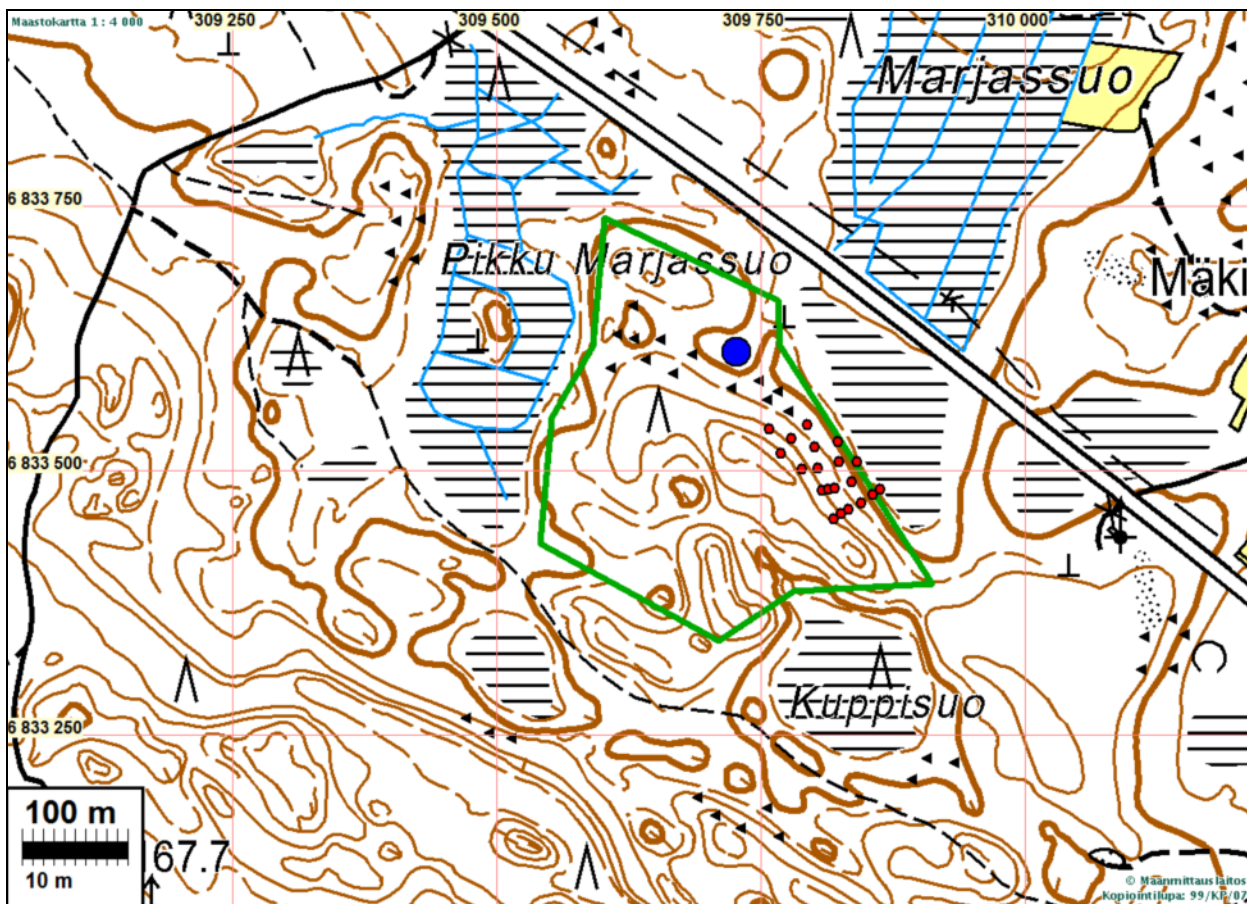 Maastokartta 1 : 4 000
309 250
309 500
309 750
310 000
Marjassuo
6 833 750
Pikku Marjassuo
Mäki
6 833 500
Kuppisuo
6 833 250
100 m
10 m
67.7
© Maanmittauslaitos
Kopiointilupa: 99/KP/07